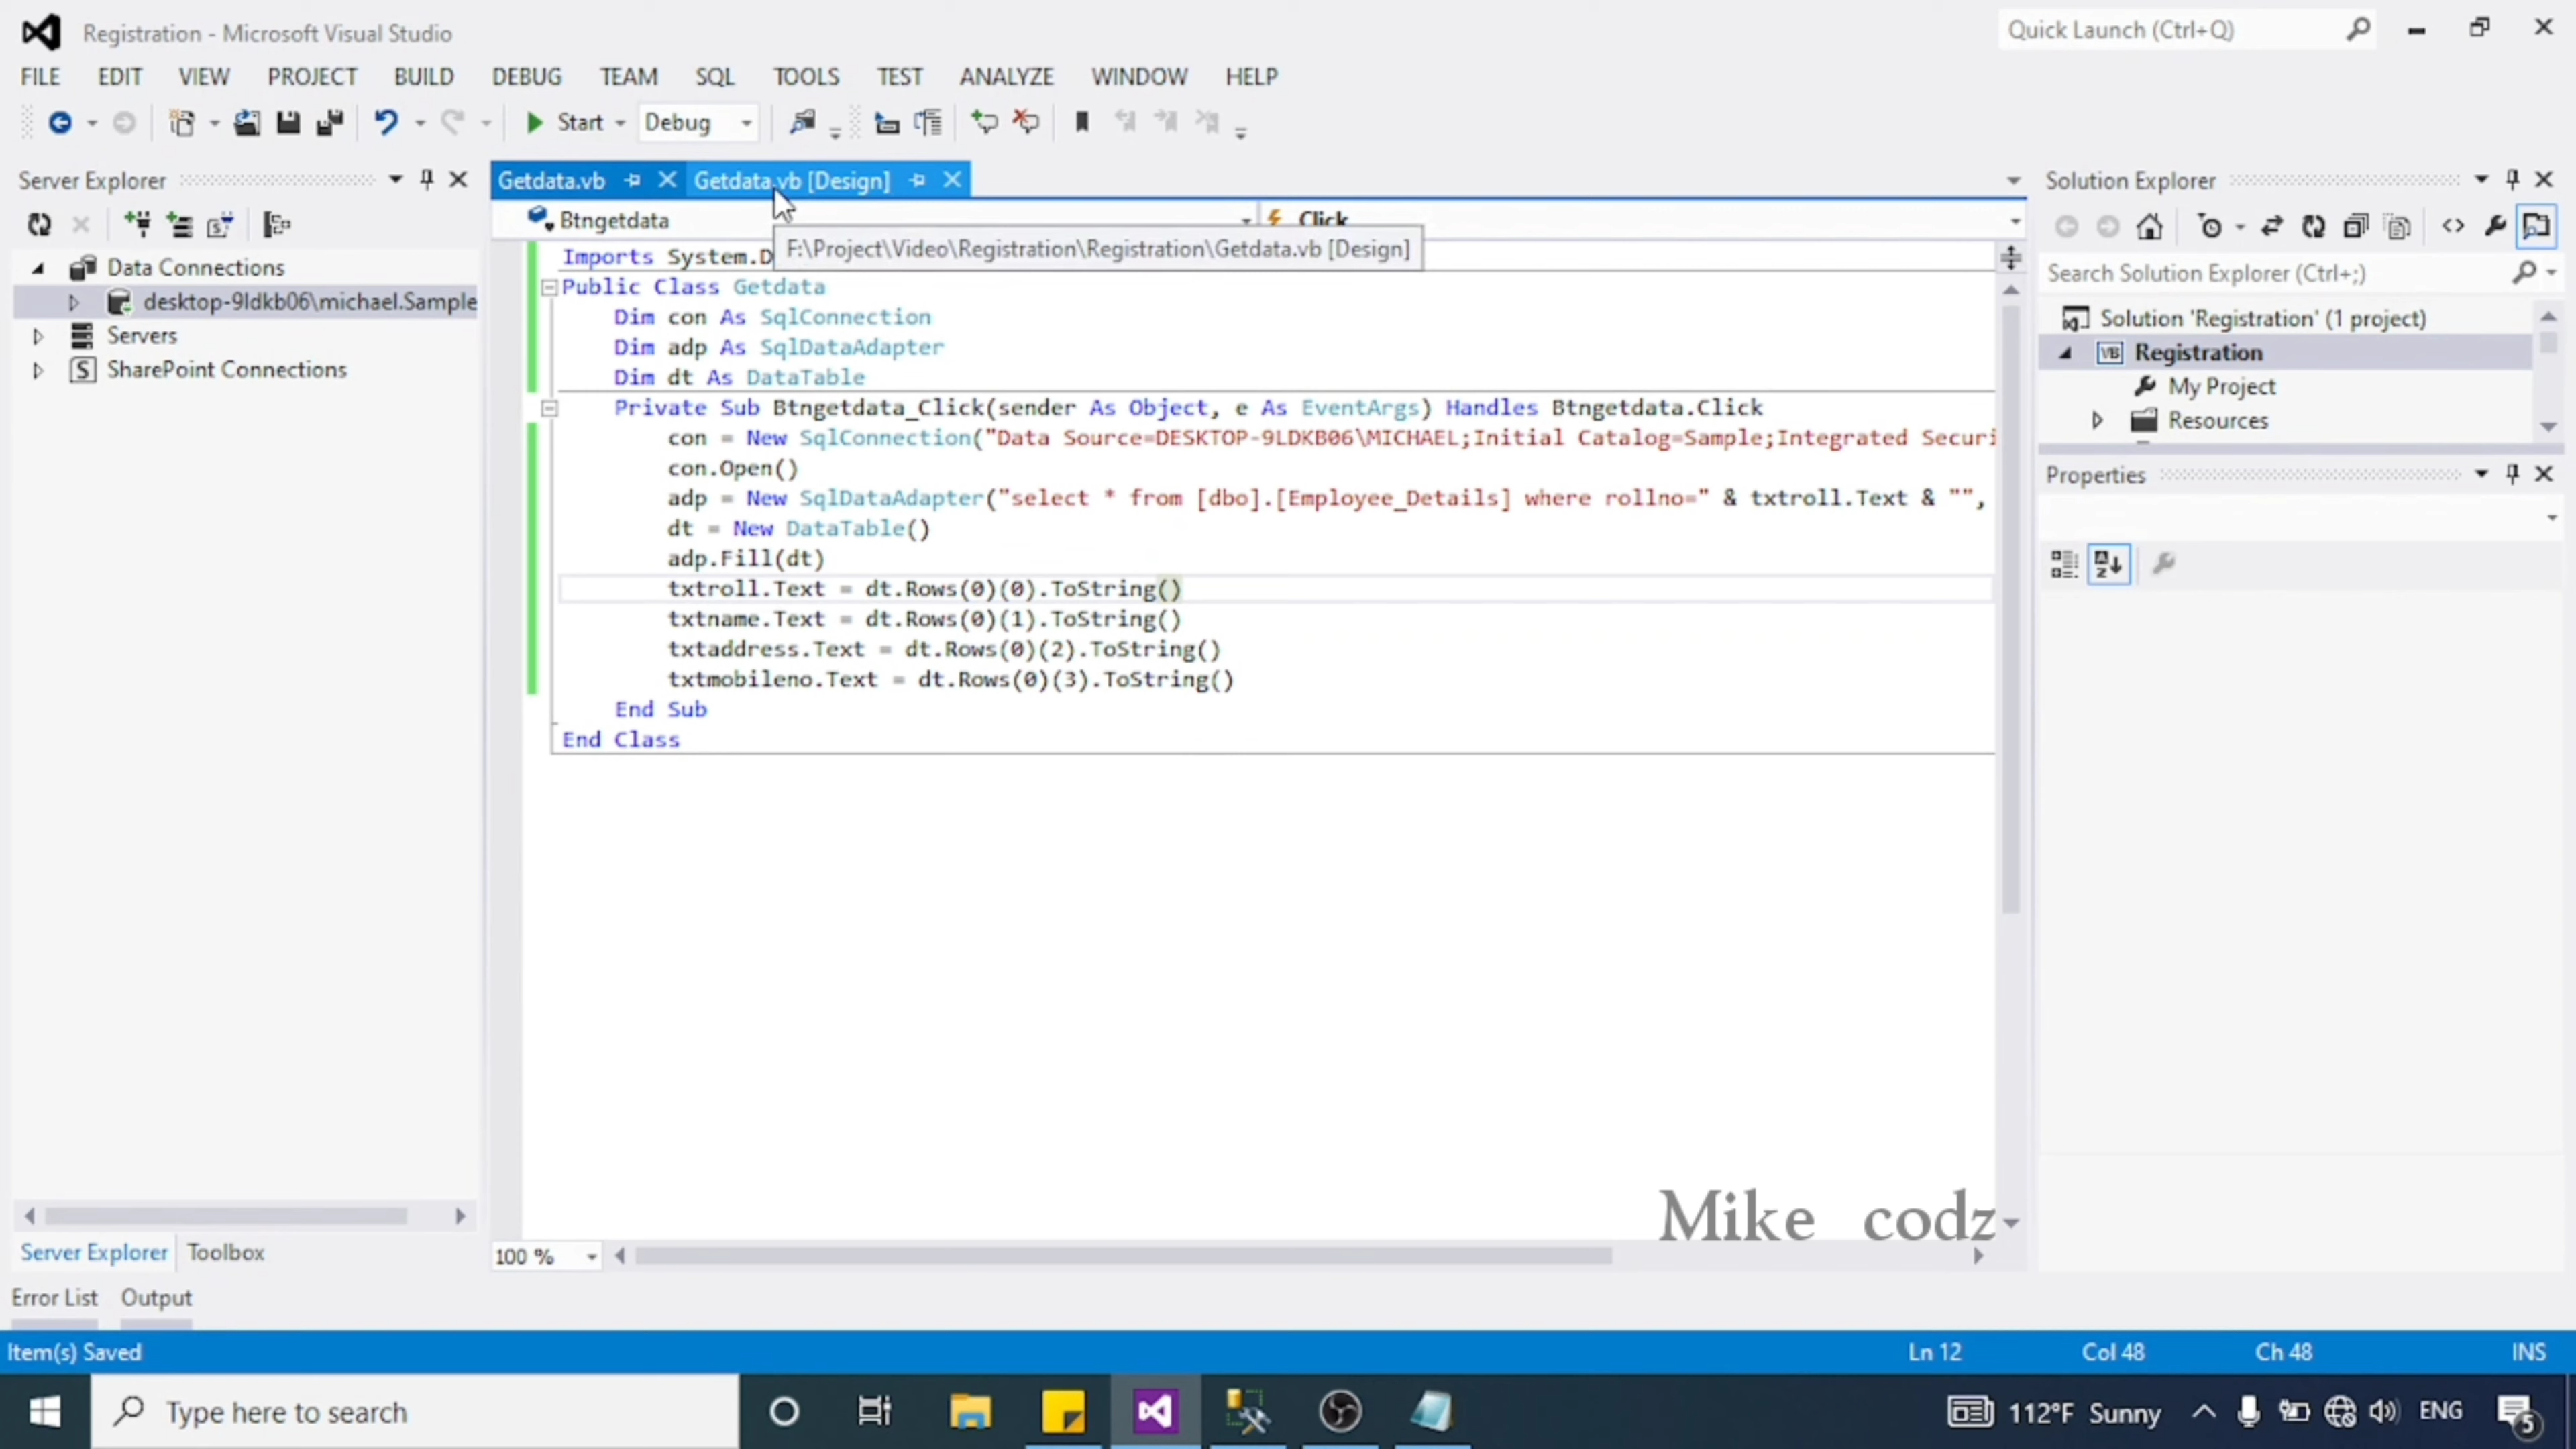 Registration - Microsoft Visual Studio
Quick Launch (Ctrl+Q)
FILE EDIT VIEW PROJECT BUILD DEBUG TEAM SQL TOOLS TEST ANALYZE WINDOW HELP
Start Debug
Server Explorer
Data Connections
desktop-9ldkb06\michael.Sample
Servers
SharePoint Connections
Server Explorer Toolbox
Getdata.vb Getdata.vb [Design]
Btngetdata Click
F:\Project\Video\Registration\Registration\Getdata.vb [Design]
Imports System.D
Public Class Getdata
Dim con As SqlConnection
Dim adp As SqlDataAdapter
Dim dt As DataTable
Private Sub Btngetdata_Click(sender As Object, e As EventArgs) Handles Btngetdata.Click
con = New SqlConnection("Data Source=DESKTOP-9LDKB06\MICHAEL;Initial Catalog=Sample;Integrated Securi
con.Open()
adp = New SqlDataAdapter("select * from [dbo].[Employee_Details] where rollno=" & txtroll.Text & "",
dt = New DataTable()
adp.Fill(dt)
txtroll.Text = dt.Rows(0)(0).ToString()
txtname.Text = dt.Rows(0)(1).ToString()
txtaddress.Text = dt.Rows(0)(2).ToString()
txtmobileno.Text = dt.Rows(0)(3).ToString()
End Sub
End Class
Mike codz
100 %
Solution Explorer
Search Solution Explorer (Ctrl+;)
Solution 'Registration' (1 project)
VB Registration
My Project
Resources
Properties
Error List Output
Item(s) Saved Ln 12 Col 48 Ch 48 INS
Type here to search
112°F Sunny ENG 5